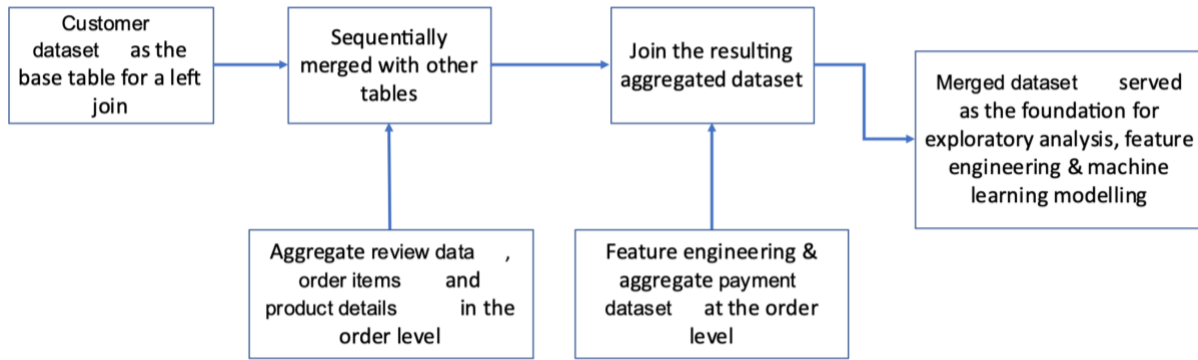 Customer
dataset as the
base table for a left
join
Sequentially
merged with other
tables
Join the resulting
aggregated dataset
Merged dataset served
as the foundation for
exploratory analysis, feature
engineering & machine
learning modelling
Aggregate review data ,
order items and
product details in the
order level
Feature engineering &
aggregate payment
dataset at the order
level